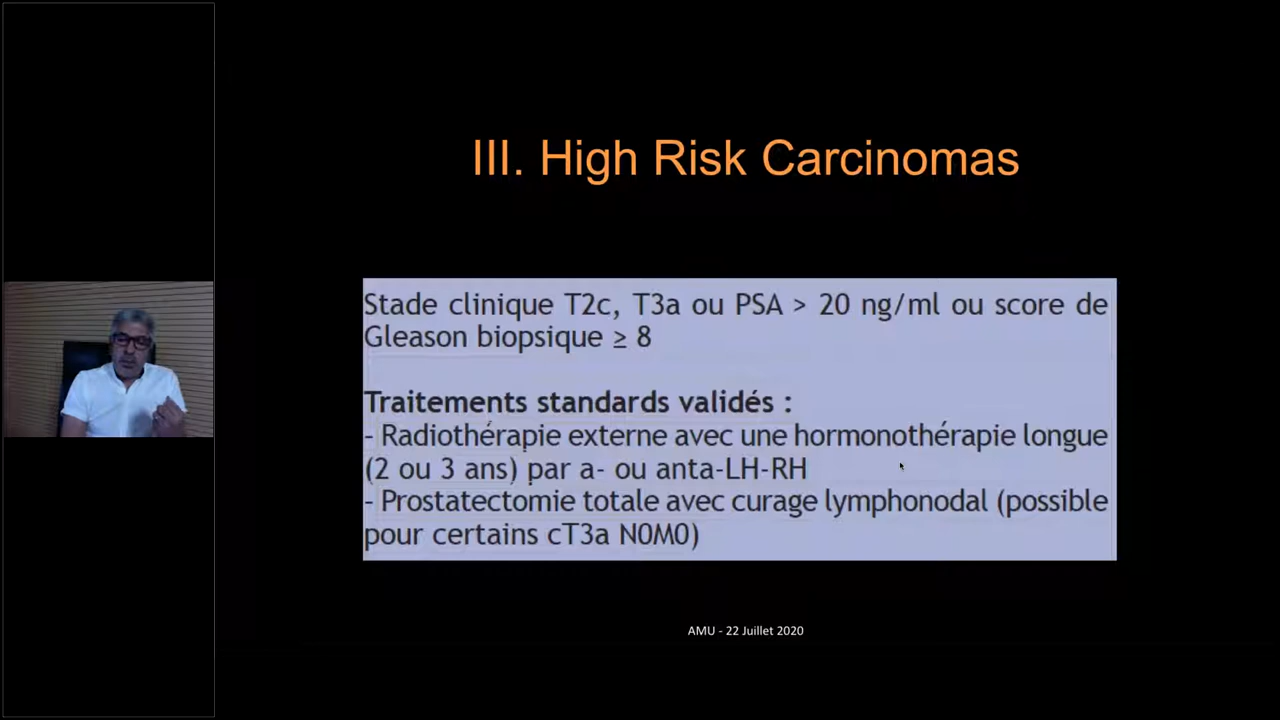 III. High Risk Carcinomas
Stade clinique T2c, T3a ou PSA > 20 ng/ml ou score de
Gleason biopsique ≥ 8
Traitements standards validés :
- Radiothérapie externe avec une hormonothérapie longue
(2 ou 3 ans) par a- ou anta-LH-RH
- Prostatectomie totale avec curage lymphonodal (possible
pour certains cT3a N0M0)
AMU - 22 Juillet 2020